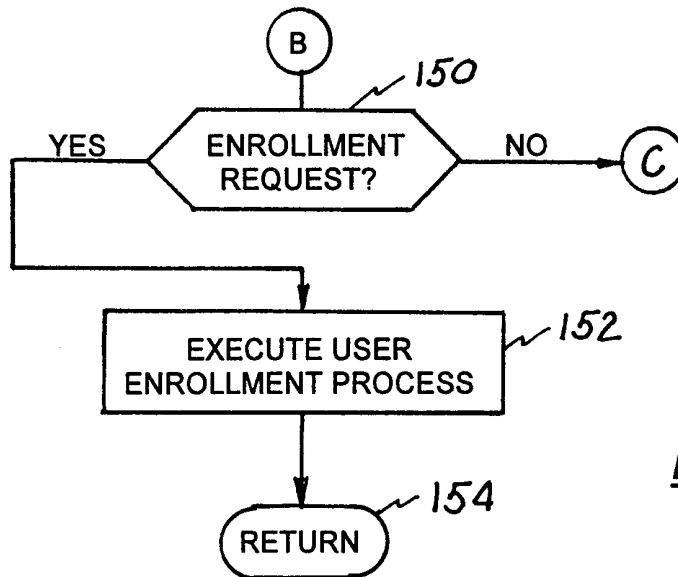 B
150
YES
ENROLLMENT
REQUEST?
NO
C
152
EXECUTE USER
ENROLLMENT PROCESS
154
RETURN